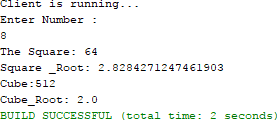 Client is running...
Enter Number :
8
The Square: 64
Square _Root: 2.8284271247461903
Cube:512
Cube_Root: 2.0
BUILD SUCCESSFUL (total time: 2 seconds)